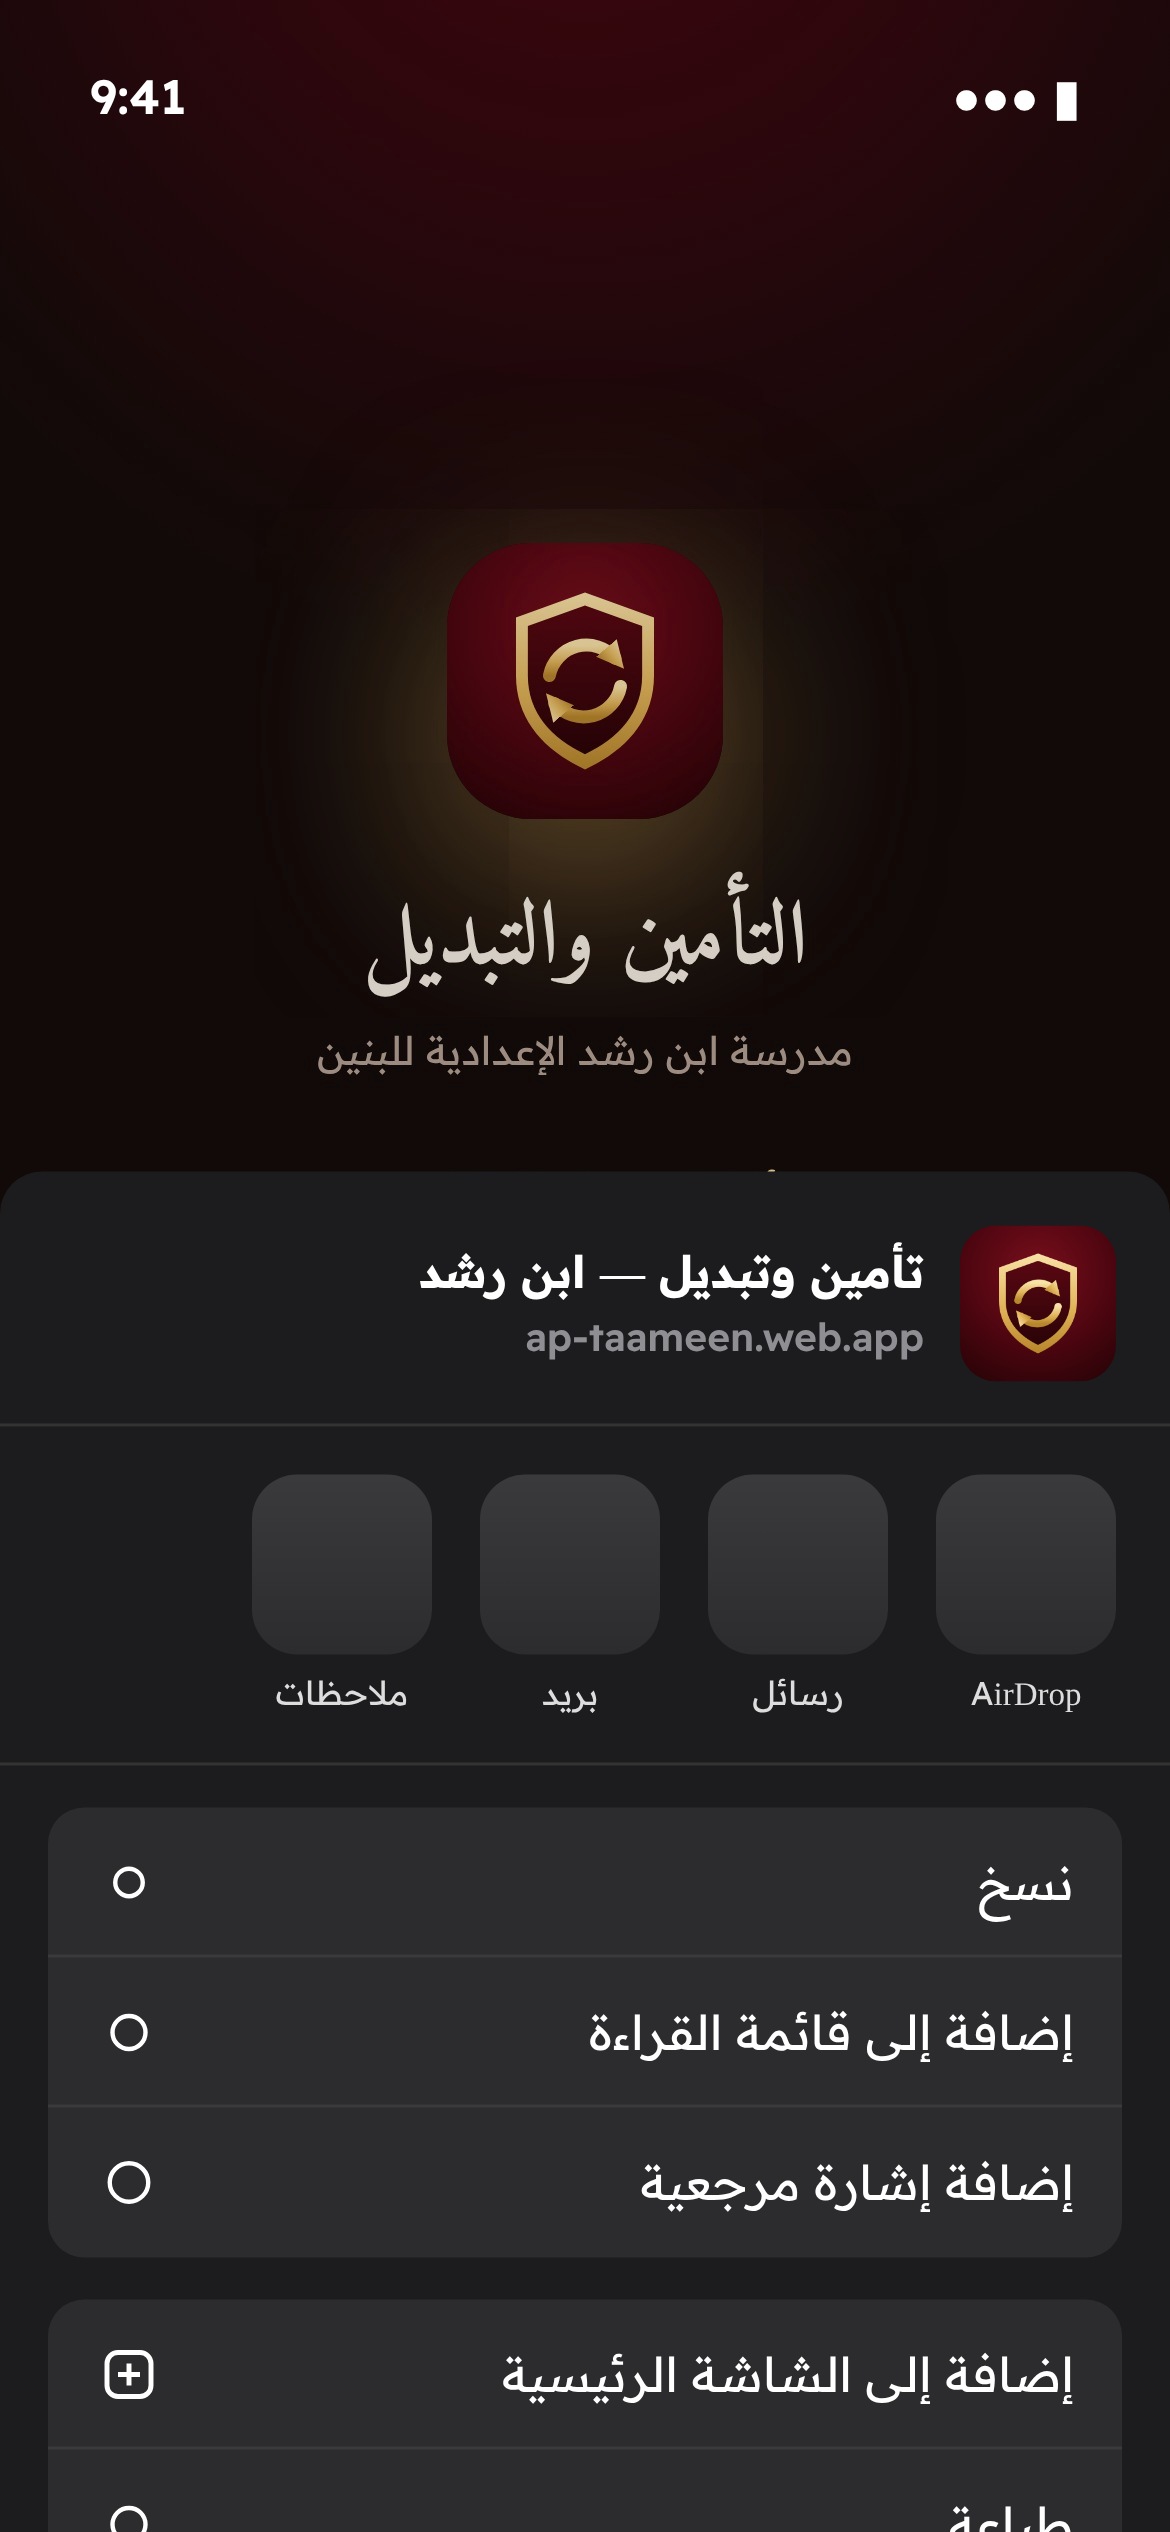 9:41
التأمين والتبديل
مدرسة ابن رشد الإعدادية للبنين
تأمين وتبديل — ابن رشد
ap-taameen.web.app
AirDrop
رسائل
بريد
ملاحظات
نسخ
إضافة إلى قائمة القراءة
إضافة إشارة مرجعية
إضافة إلى الشاشة الرئيسية
طباعة